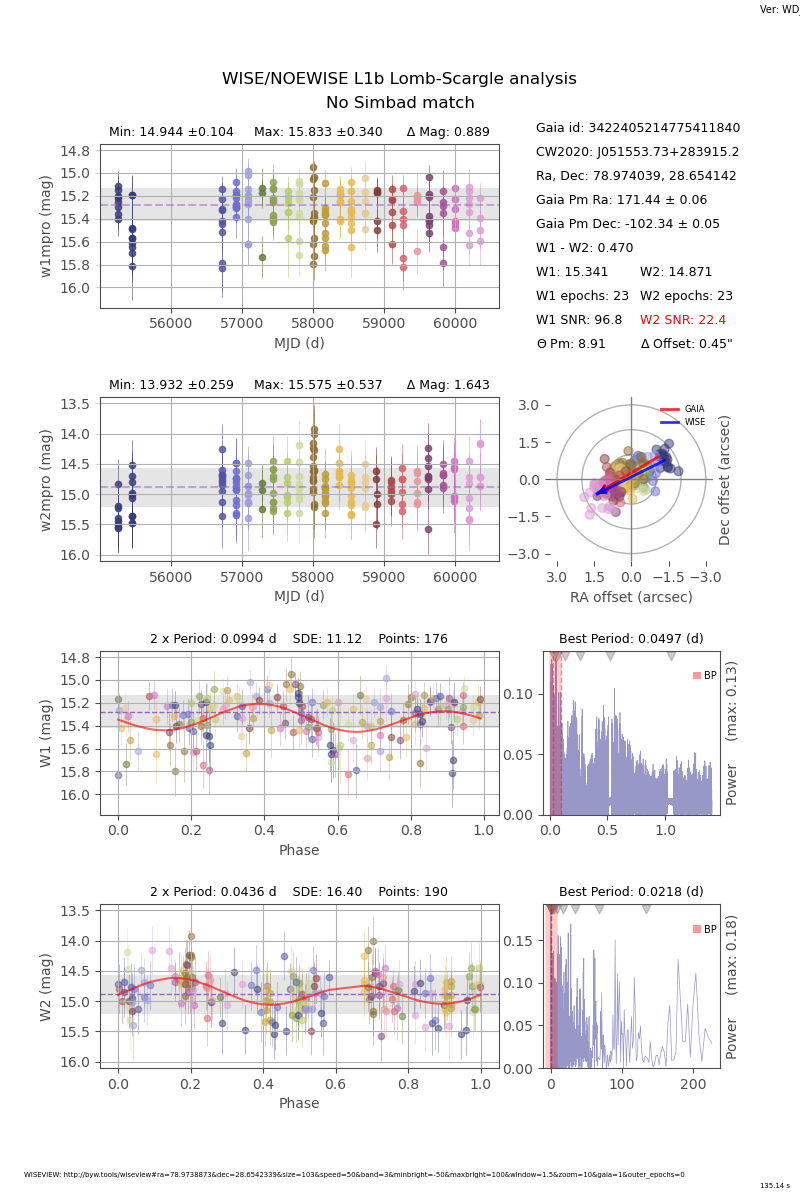 Ver: WD_
WISE/NOEWISE L1b Lomb-Scargle analysis
No Simbad match
Min: 14.944 ±0.104 Max: 15.833 ±0.340 Δ Mag: 0.889
14.8
15.0
15.2
15.4
15.6
15.8
16.0
w1mpro (mag)
56000 57000 58000 59000 60000
MJD (d)
Gaia id: 3422405214775411840
CW2020: J051553.73+283915.2
Ra, Dec: 78.974039, 28.654142
Gaia Pm Ra: 171.44 ± 0.06
Gaia Pm Dec: -102.34 ± 0.05
W1 - W2: 0.470
W1: 15.341 W2: 14.871
W1 epochs: 23 W2 epochs: 23
W1 SNR: 96.8 W2 SNR: 22.4
Θ Pm: 8.91 Δ Offset: 0.45"
Min: 13.932 ±0.259 Max: 15.575 ±0.537 Δ Mag: 1.643
13.5
14.0
14.5
15.0
15.5
16.0
w2mpro (mag)
56000 57000 58000 59000 60000
MJD (d)
GAIA
WISE
3.0
1.5
0.0
−1.5
−3.0
3.0 1.5 0.0 −1.5 −3.0
RA offset (arcsec)
Dec offset (arcsec)
2 x Period: 0.0994 d SDE: 11.12 Points: 176
14.8
15.0
15.2
15.4
15.6
15.8
16.0
W1 (mag)
0.0 0.2 0.4 0.6 0.8 1.0
Phase
Best Period: 0.0497 (d)
BP
0.10
0.05
0.00
0.0 0.5 1.0
Power (max: 0.13)
2 x Period: 0.0436 d SDE: 16.40 Points: 190
13.5
14.0
14.5
15.0
15.5
16.0
W2 (mag)
0.0 0.2 0.4 0.6 0.8 1.0
Phase
Best Period: 0.0218 (d)
BP
0.15
0.10
0.05
0.00
0 100 200
Power (max: 0.18)
WISEVIEW: http://byw.tools/wiseview#ra=78.9738873&dec=28.6542339&size=103&speed=50&band=3&minbright=-50&maxbright=100&window=1.5&zoom=10&gaia=1&outer_epochs=0
135.14 s